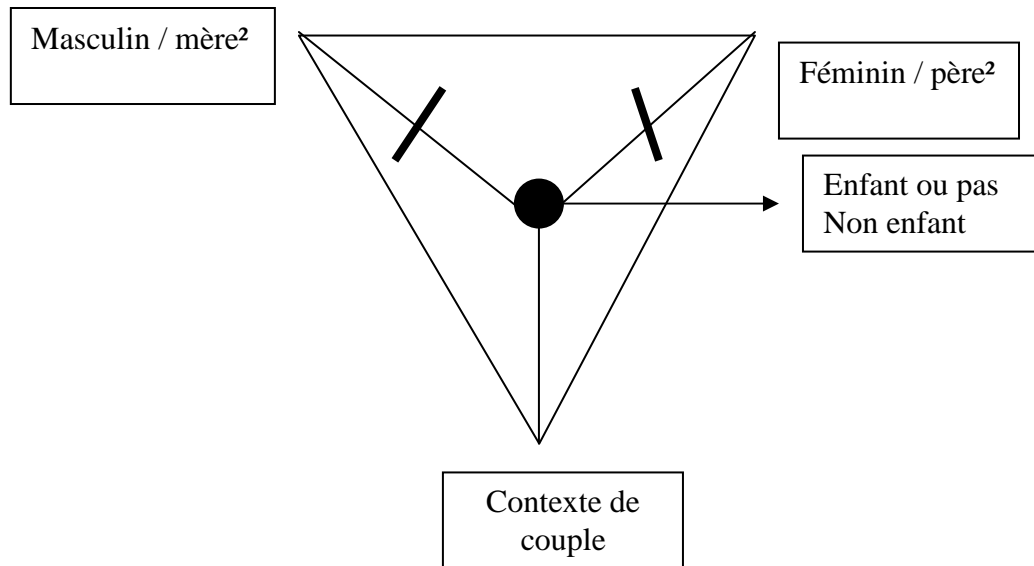 Masculin / mère²
Féminin / père²
Enfant ou pas
Non enfant
Contexte de
couple